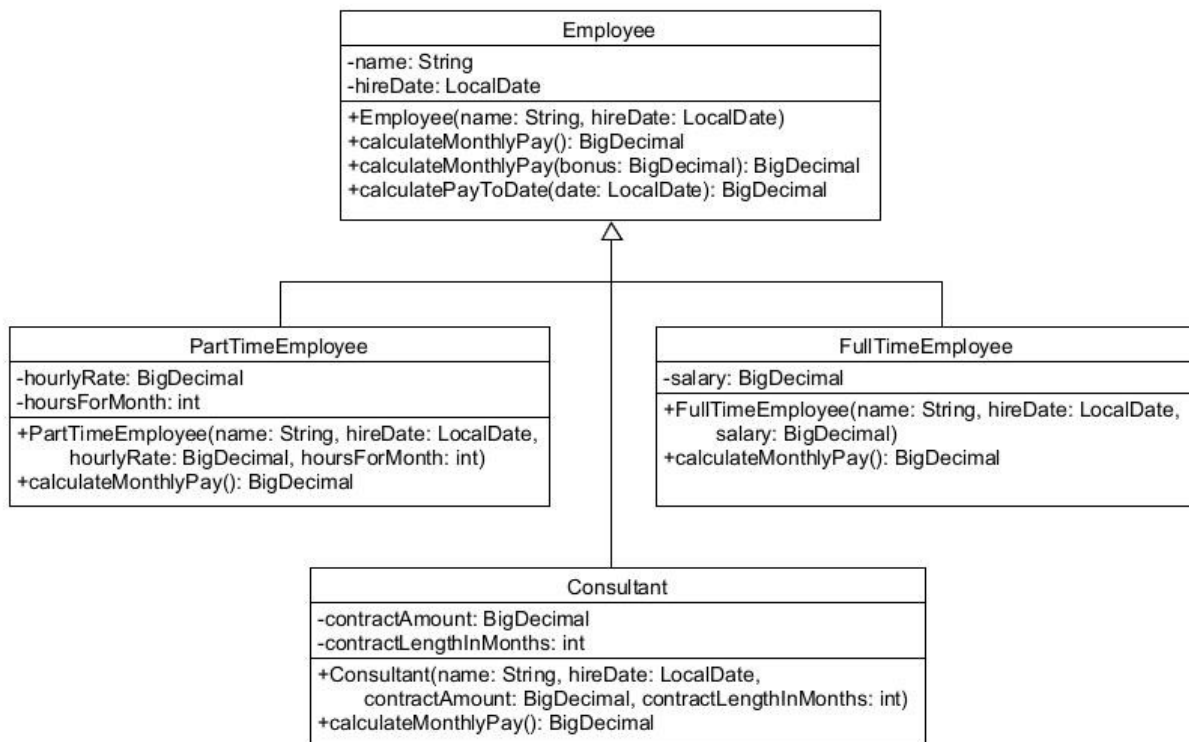 Employee
-name: String
-hireDate: LocalDate
+Employee(name: String, hireDate: LocalDate)
+calculateMonthlyPay(): BigDecimal
+calculateMonthlyPay(bonus: BigDecimal): BigDecimal
+calculatePayToDate(date: LocalDate): BigDecimal
PartTimeEmployee
-hourlyRate: BigDecimal
-hoursForMonth: int
+PartTimeEmployee(name: String, hireDate: LocalDate,
hourlyRate: BigDecimal, hoursForMonth: int)
+calculateMonthlyPay(): BigDecimal
FullTimeEmployee
-salary: BigDecimal
+FullTimeEmployee(name: String, hireDate: LocalDate,
salary: BigDecimal)
+calculateMonthlyPay(): BigDecimal
Consultant
-contractAmount: BigDecimal
-contractLengthInMonths: int
+Consultant(name: String, hireDate: LocalDate,
contractAmount: BigDecimal, contractLengthInMonths: int)
+calculateMonthlyPay(): BigDecimal